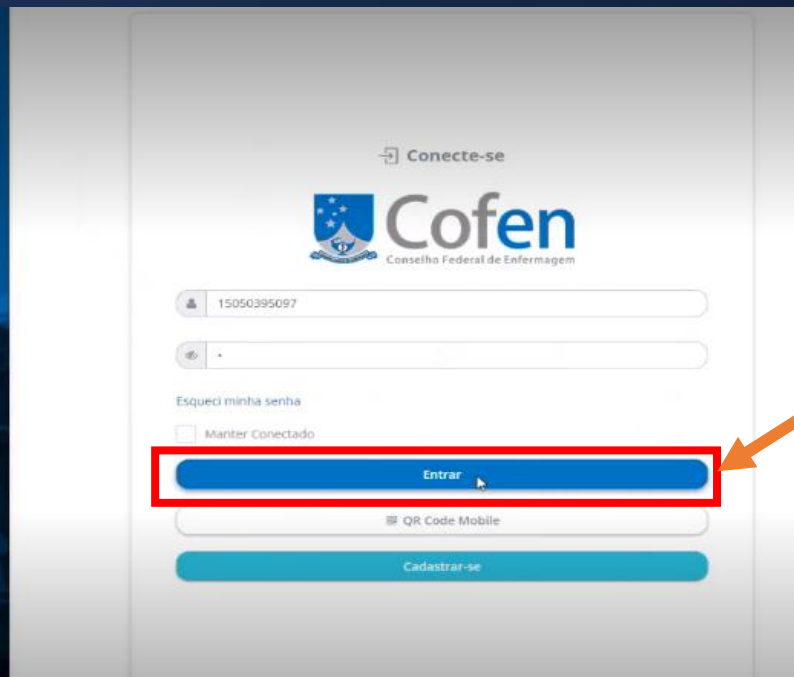 Conecte-se
Cofen
Conselho Federal de Enfermagem
15050395097
Esqueci minha senha
Manter Conectado
Entrar
QR Code Mobile
Cadastrar-se